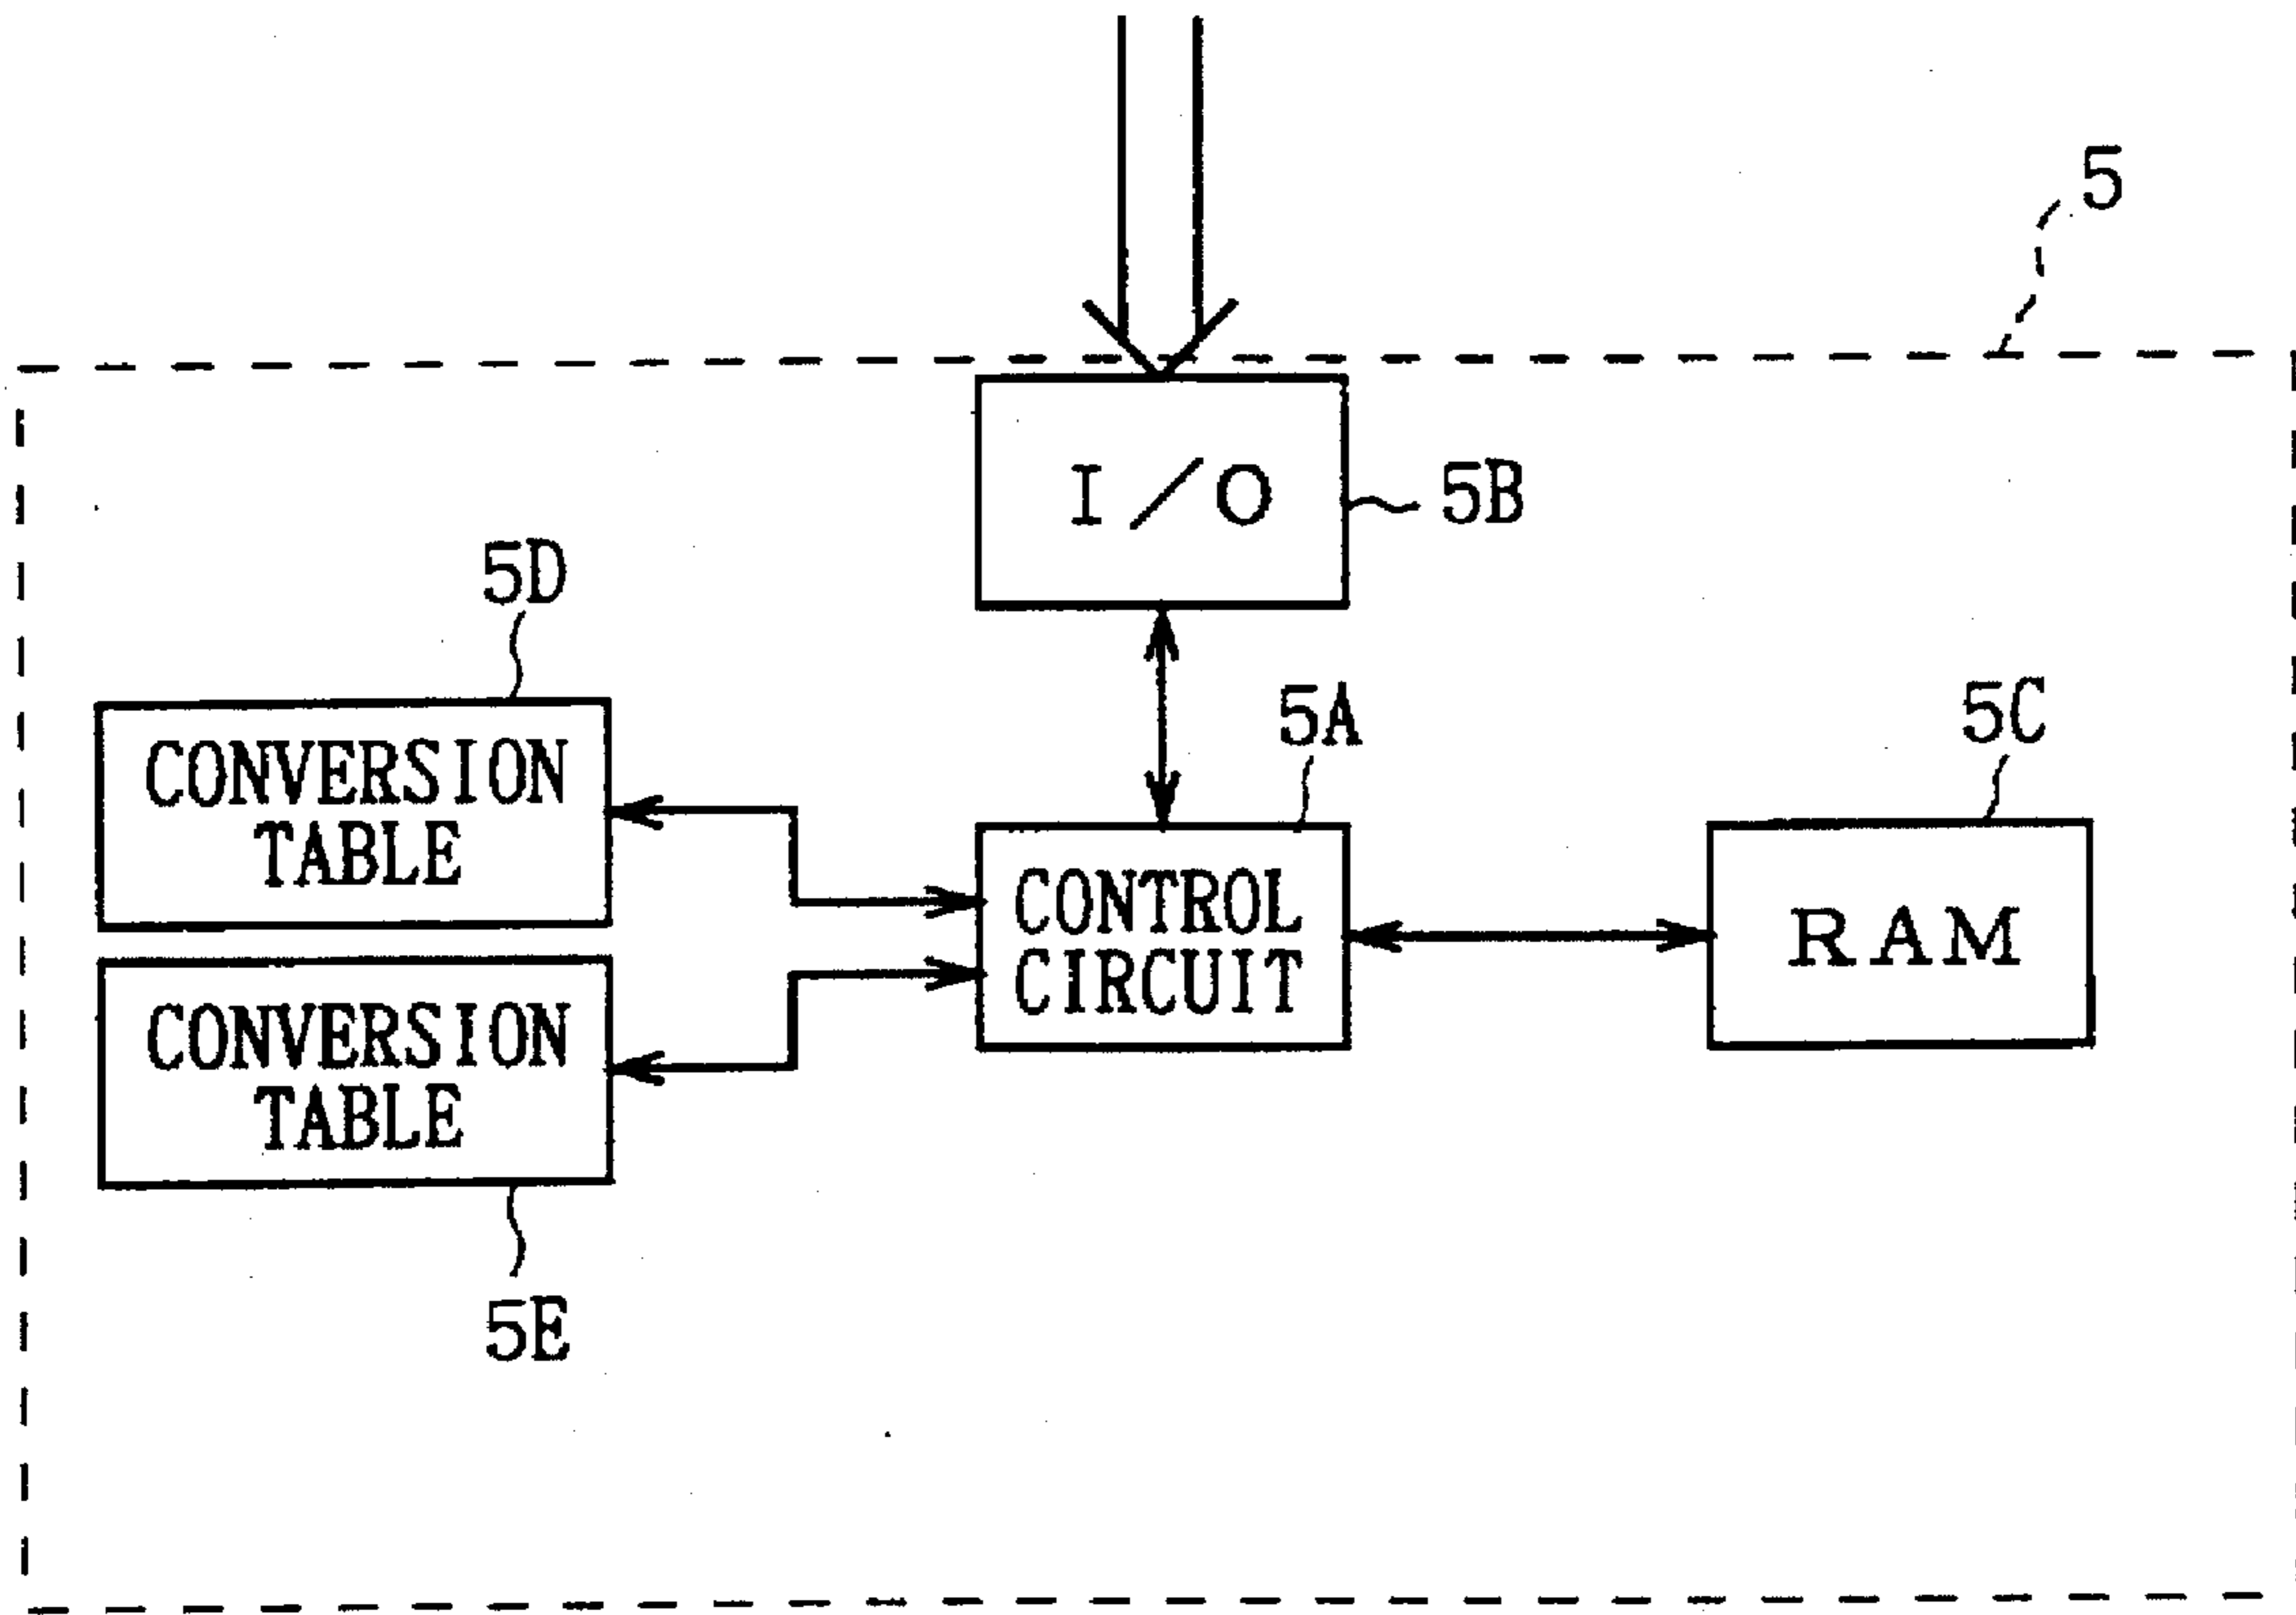 5
I/O
5B
5D
CONVERSION
TABLE
5A
CONTROL
CIRCUIT
5C
RAM
CONVERSION
TABLE
5E